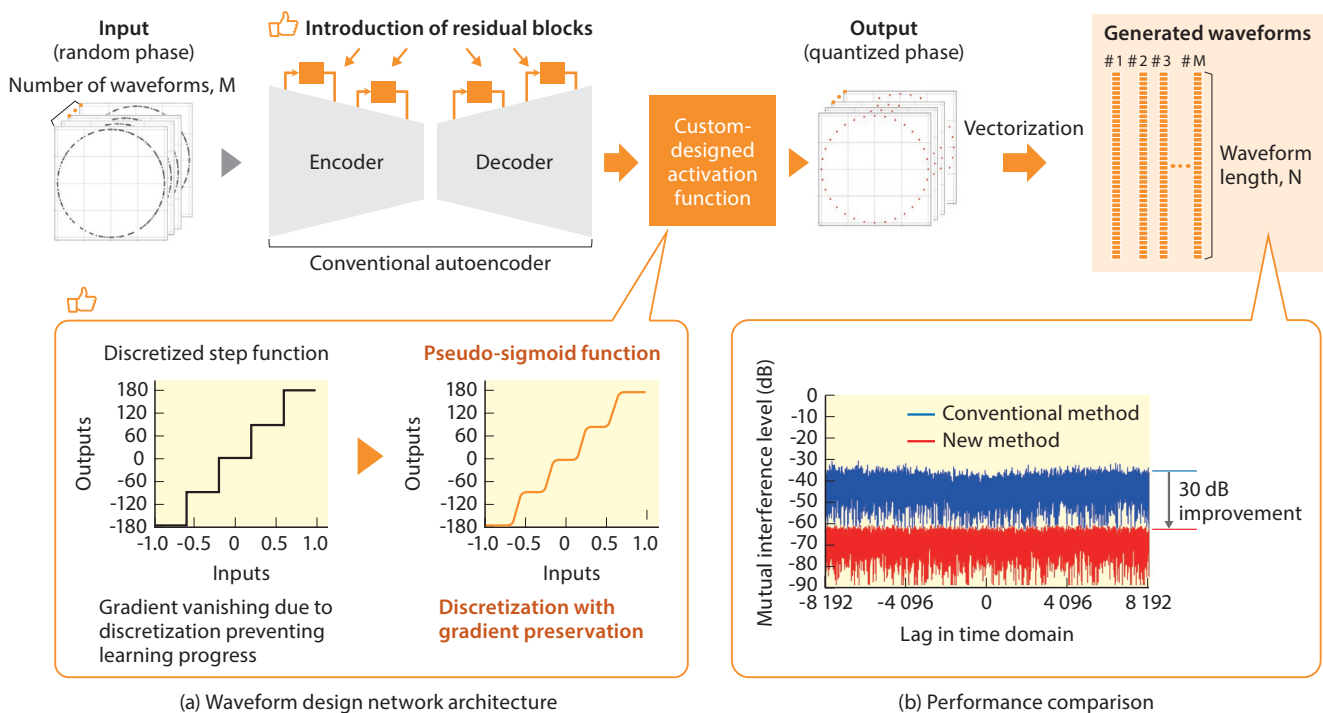 Input
(random phase)
Number of waveforms, M
Introduction of residual blocks
Encoder
Decoder
Conventional autoencoder
Custom-
designed
activation
function
Output
(quantized phase)
Vectorization
Generated waveforms
#1 #2 #3 #M
Waveform
length, N
Discretized step function
180
120
60
0
-60
-120
-180
Outputs
-1.0 -0.5 0 0.5 1.0
Inputs
Gradient vanishing due to
discretization preventing
learning progress
Pseudo-sigmoid function
180
120
60
0
-60
-120
-180
Outputs
-1.0 -0.5 0 0.5 1.0
Inputs
Discretization with
gradient preservation
(a) Waveform design network architecture
Mutual interference level (dB)
0
-10
-20
-30
-40
-50
-60
-70
-80
-90
Conventional method
New method
30 dB
improvement
-8 192 -4 096 0 4 096 8 192
Lag in time domain
(b) Performance comparison